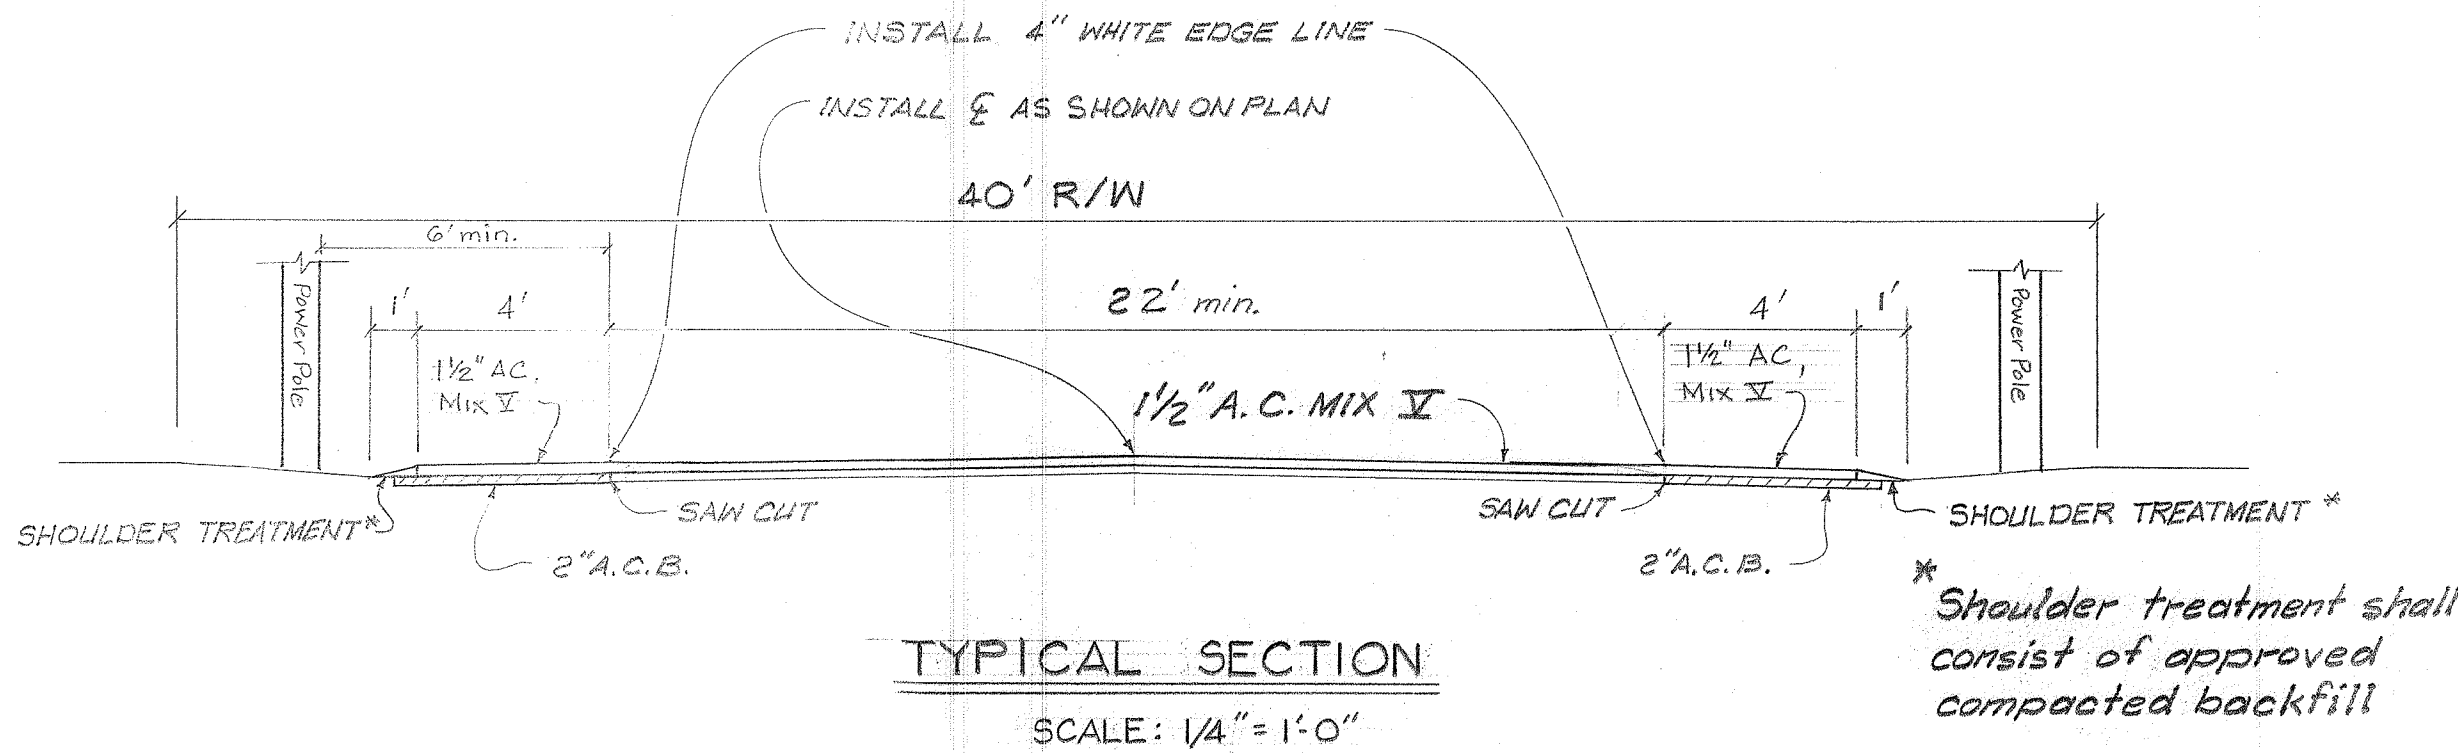 INSTALL 4" WHITE EDGE LINE
INSTALL ℄ AS SHOWN ON PLAN
40' R/W
6' min.
Power Pole
1'
4'
22' min.
4'
1'
Power Pole
1½" AC.
MIX V
1½" A.C. MIX V
1½" AC,
MIX V
SHOULDER TREATMENT*
SAW CUT
2" A.C.B.
SAW CUT
2" A.C.B.
SHOULDER TREATMENT *
* Shoulder treatment shall
consist of approved
compacted backfill
TYPICAL SECTION
SCALE: 1/4" = 1'-0"